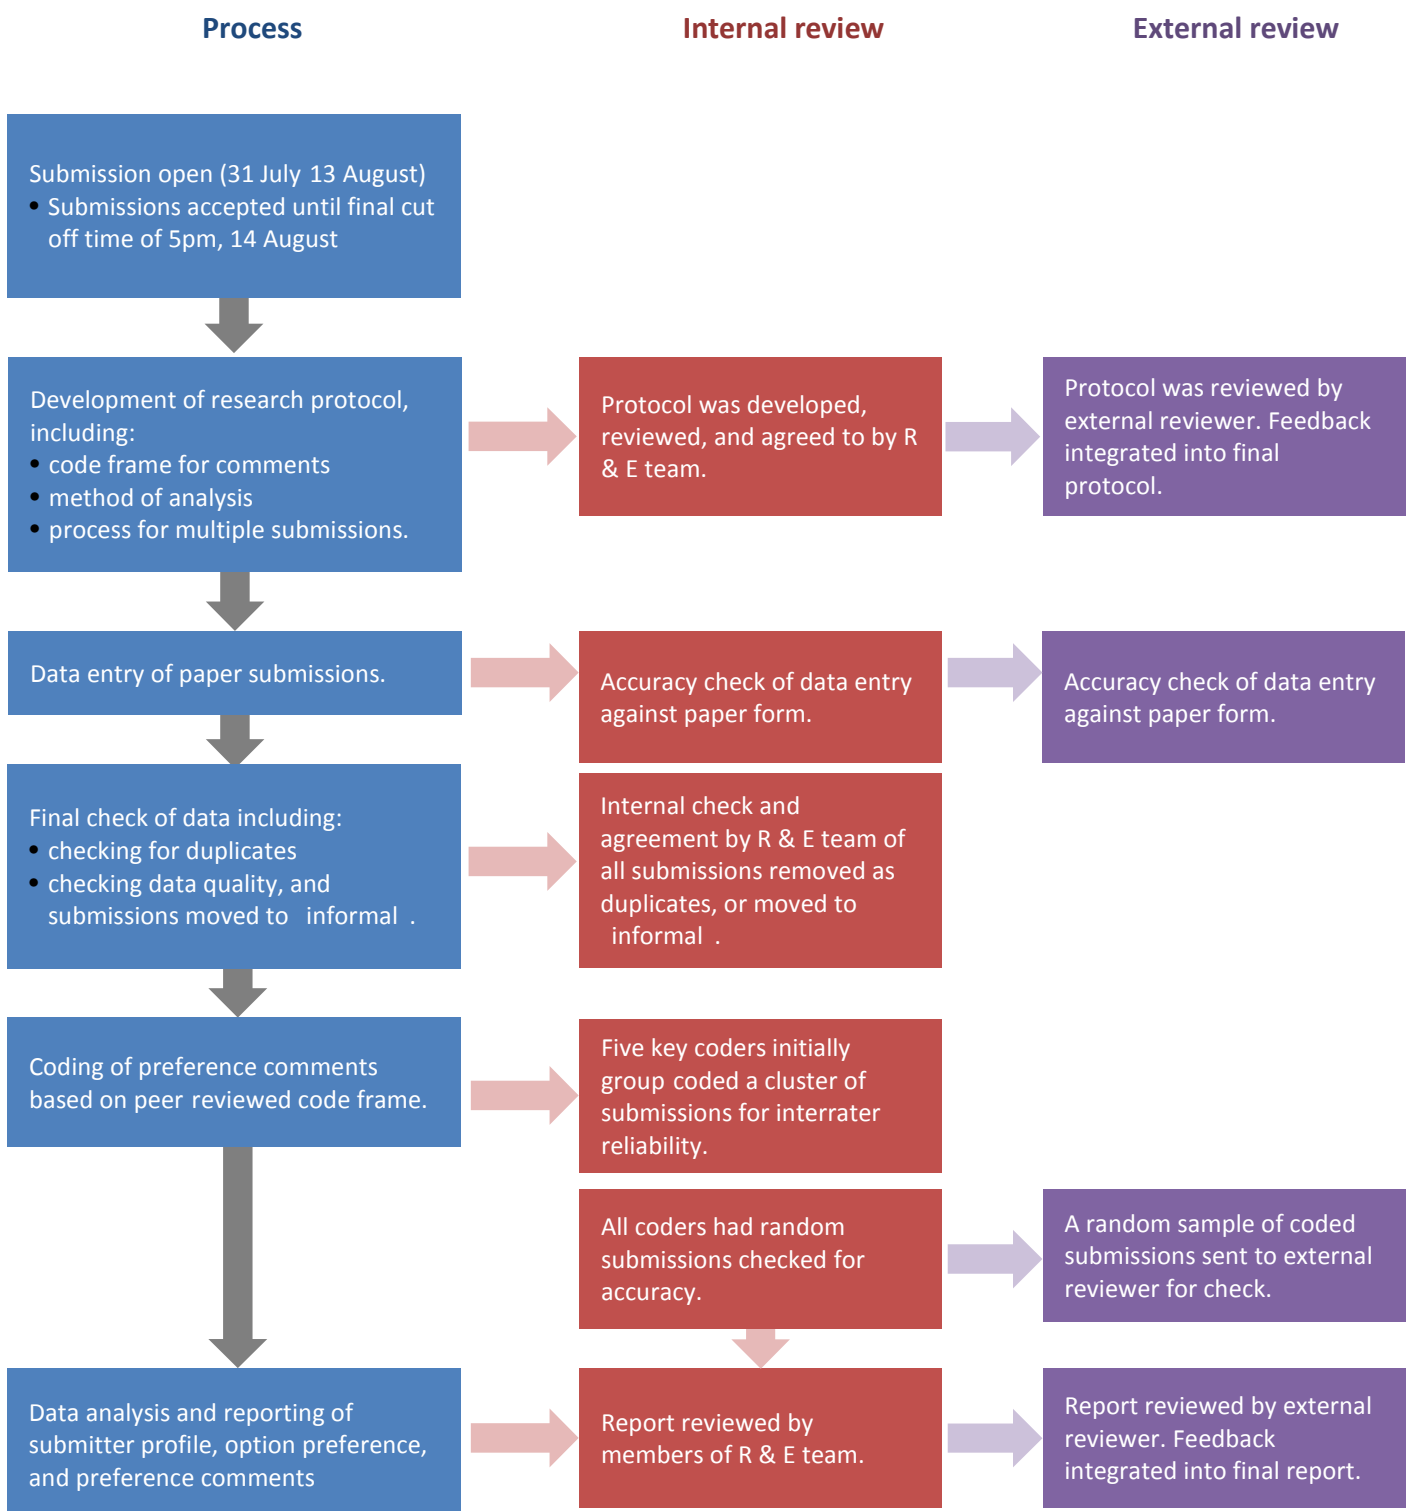 Process
Internal review
External review
Submission open (31 July 13 August)
• Submissions accepted until final cut
off time of 5pm, 14 August
Development of research protocol,
including:
• code frame for comments
• method of analysis
• process for multiple submissions.
Protocol was developed,
reviewed, and agreed to by R
& E team.
Protocol was reviewed by
external reviewer. Feedback
integrated into final
protocol.
Data entry of paper submissions.
Accuracy check of data entry
against paper form.
Accuracy check of data entry
against paper form.
Final check of data including:
• checking for duplicates
• checking data quality, and
submissions moved to informal .
Internal check and
agreement by R & E team of
all submissions removed as
duplicates, or moved to
informal .
Coding of preference comments
based on peer reviewed code frame.
Five key coders initially
group coded a cluster of
submissions for interrater
reliability.
All coders had random
submissions checked for
accuracy.
A random sample of coded
submissions sent to external
reviewer for check.
Data analysis and reporting of
submitter profile, option preference,
and preference comments
Report reviewed by
members of R & E team.
Report reviewed by external
reviewer. Feedback
integrated into final report.